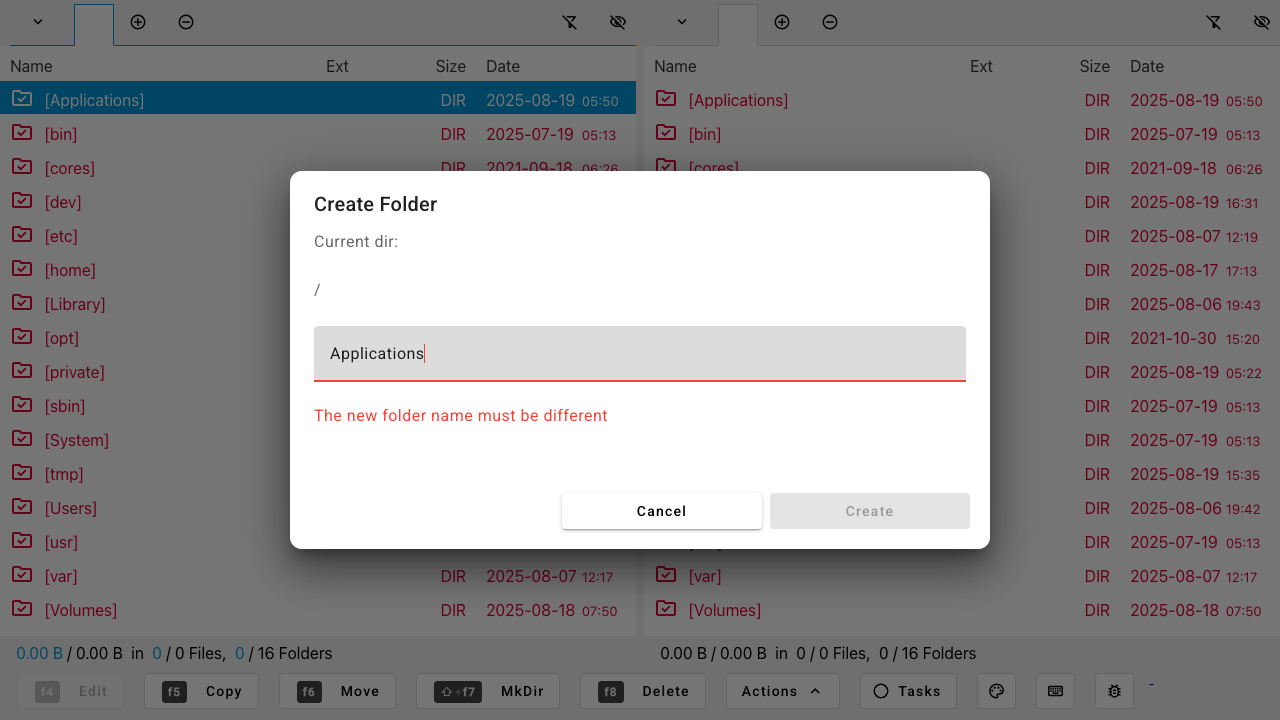 Name Ext Size Date Name Ext Size Date
[Applications] DIR 2025-08-19 05:50 [Applications] DIR 2025-08-19 05:50
[bin] DIR 2025-07-19 05:13 [bin] DIR 2025-07-19 05:13
[cores] DIR 2021-09-18 06:26 [cores] DIR 2021-09-18 06:26
[dev] DIR 2025-08-19 16:31
[etc] DIR 2025-08-07 12:19
[home] DIR 2025-08-17 17:13
[Library] DIR 2025-08-06 19:43
[opt] DIR 2021-10-30 15:20
[private] DIR 2025-08-19 05:22
[sbin] DIR 2025-07-19 05:13
[System] DIR 2025-07-19 05:13
[tmp] DIR 2025-08-19 15:35
[Users] DIR 2025-08-06 19:42
[usr] DIR 2025-07-19 05:13
[var] DIR 2025-08-07 12:17 [var] DIR 2025-08-07 12:17
[Volumes] DIR 2025-08-18 07:50 [Volumes] DIR 2025-08-18 07:50
Create Folder
Current dir:
/
Applications
The new folder name must be different
Cancel Create
0.00 B / 0.00 B in 0 / 0 Files, 0 / 16 Folders 0.00 B / 0.00 B in 0 / 0 Files, 0 / 16 Folders
f4 Edit f5 Copy f6 Move ⇧+f7 MkDir f8 Delete Actions Tasks -